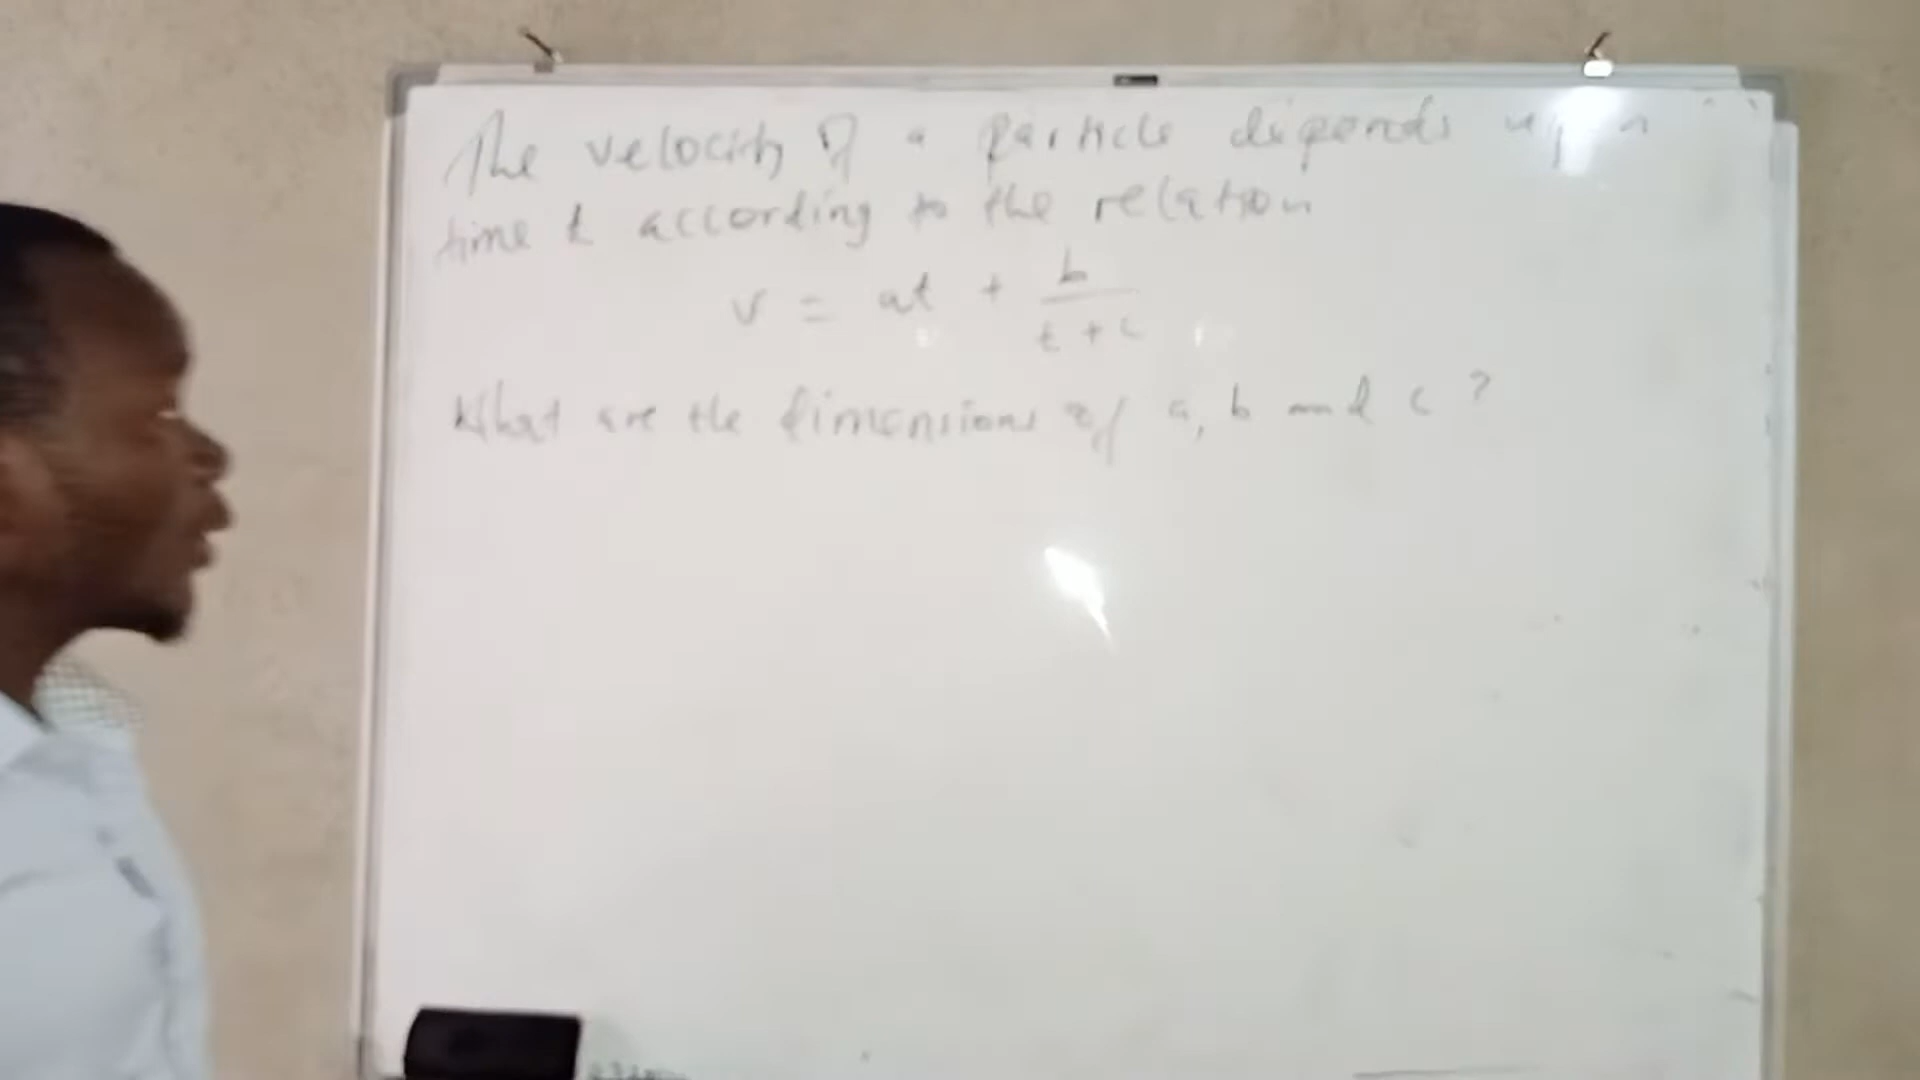 The velocity of a particle depends upon
time t according to the relation
v = at + b/(t + c)
What are the dimensions of a, b and c ?